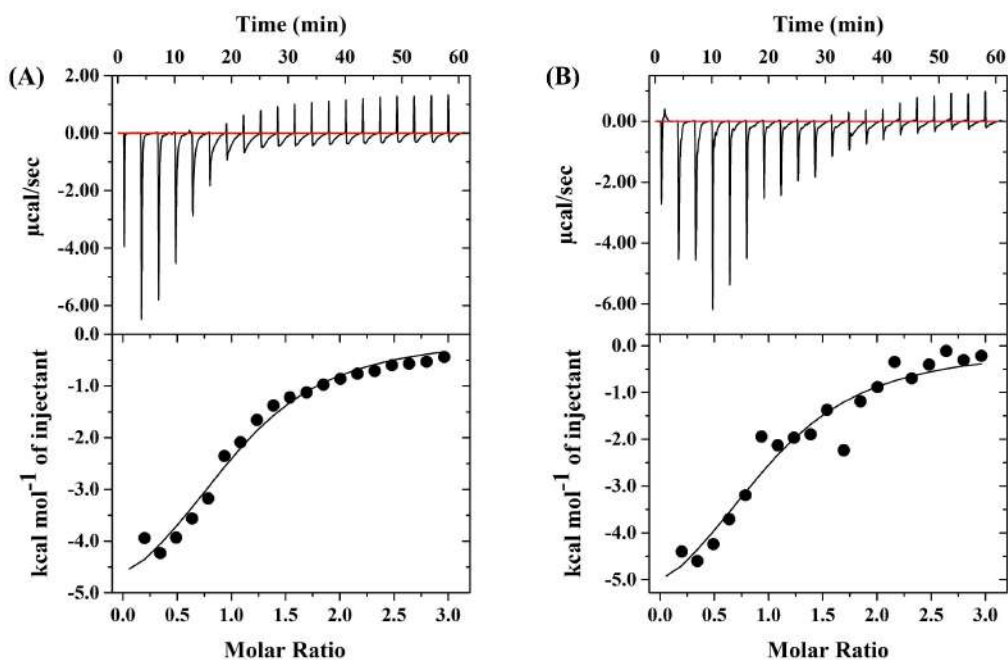 Time (min)
0 10 20 30 40 50 60
(A)
2.00
0.00
-2.00
-4.00
-6.00
µcal/sec
0.0
-1.0
-2.0
-3.0
-4.0
-5.0
kcal mol-1 of injectant
0.0 0.5 1.0 1.5 2.0 2.5 3.0
Molar Ratio
Time (min)
0 10 20 30 40 50 60
(B)
0.00
-2.00
-4.00
-6.00
µcal/sec
0.0
-1.0
-2.0
-3.0
-4.0
-5.0
kcal mol-1 of injectant
0.0 0.5 1.0 1.5 2.0 2.5 3.0
Molar Ratio